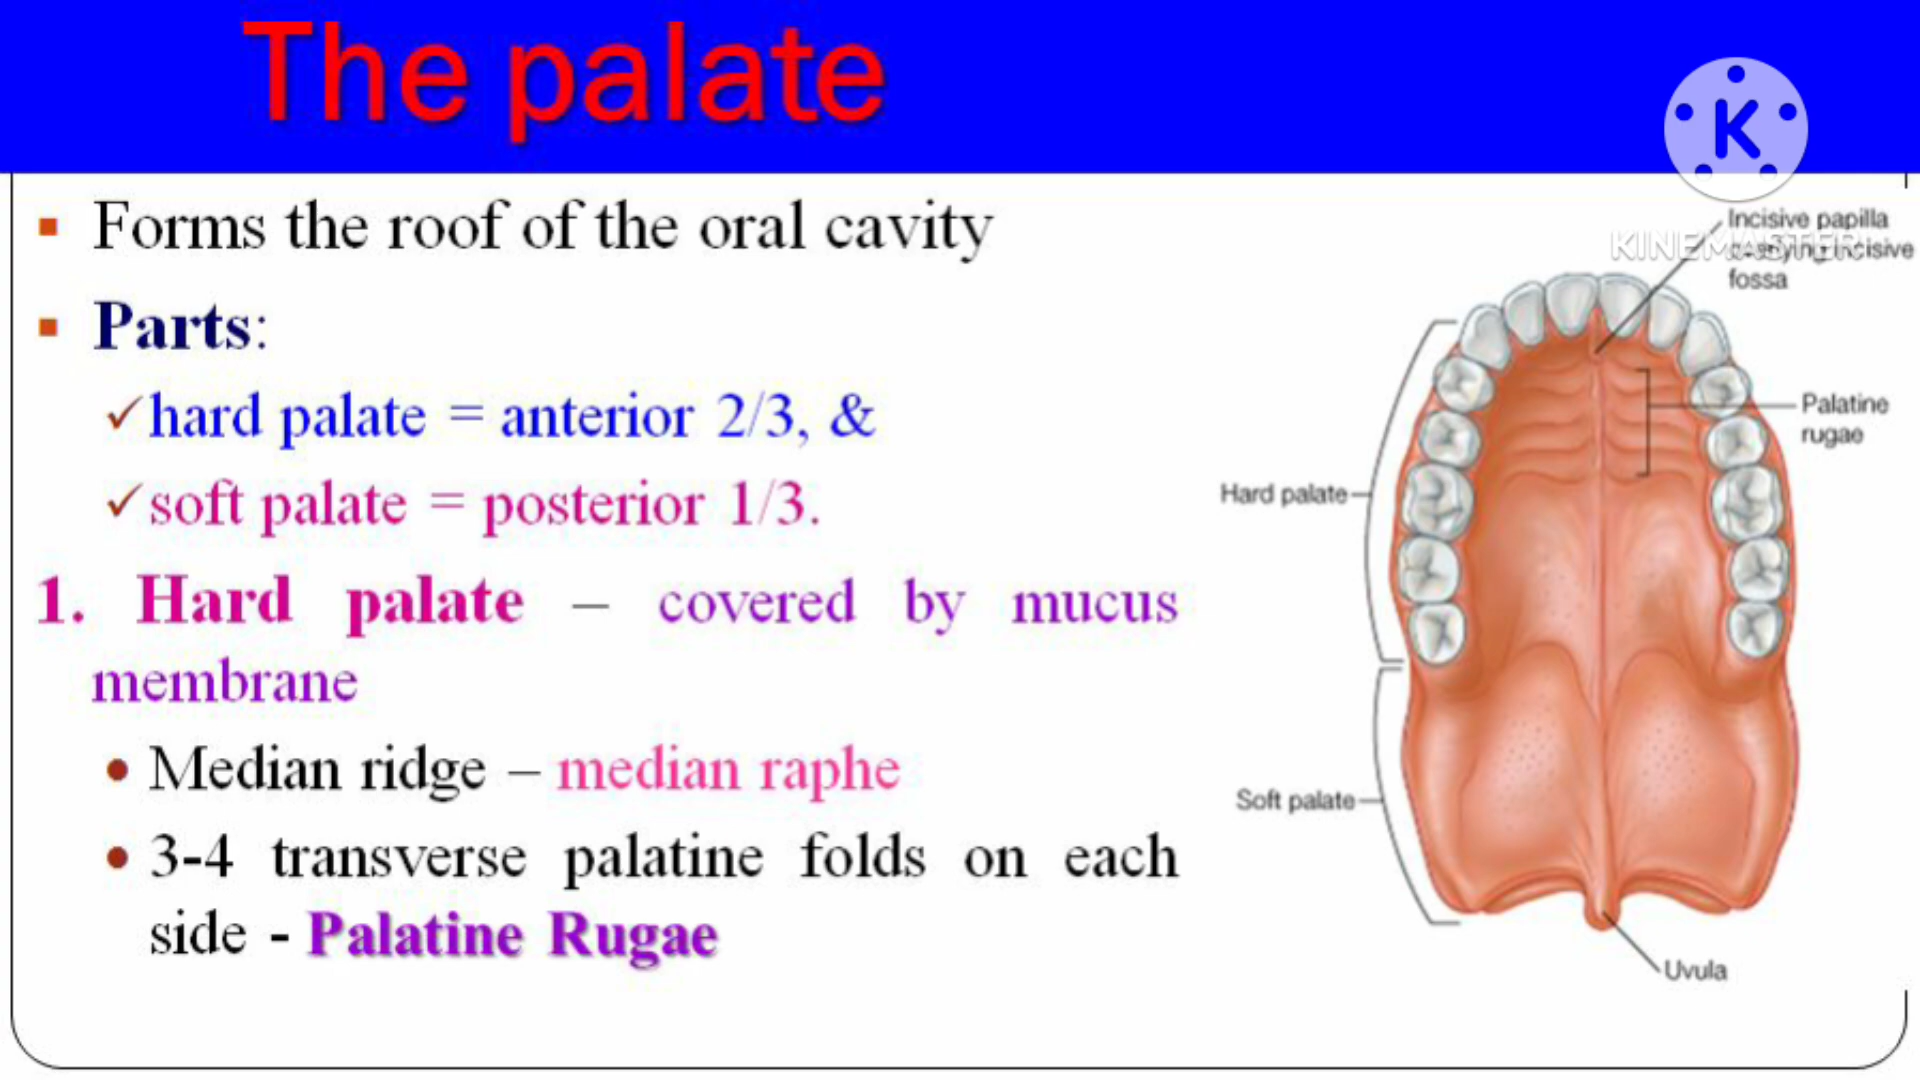 The palate
K
KINEMASTER
▪ Forms the roof of the oral cavity
▪ Parts:
✓hard palate = anterior 2/3, &
✓soft palate = posterior 1/3.
1. Hard palate – covered by mucus
membrane
• Median ridge – median raphe
• 3-4 transverse palatine folds on each
side - Palatine Rugae
Incisive papilla
incisive
fossa
Palatine
rugae
Hard palate
Soft palate
Uvula